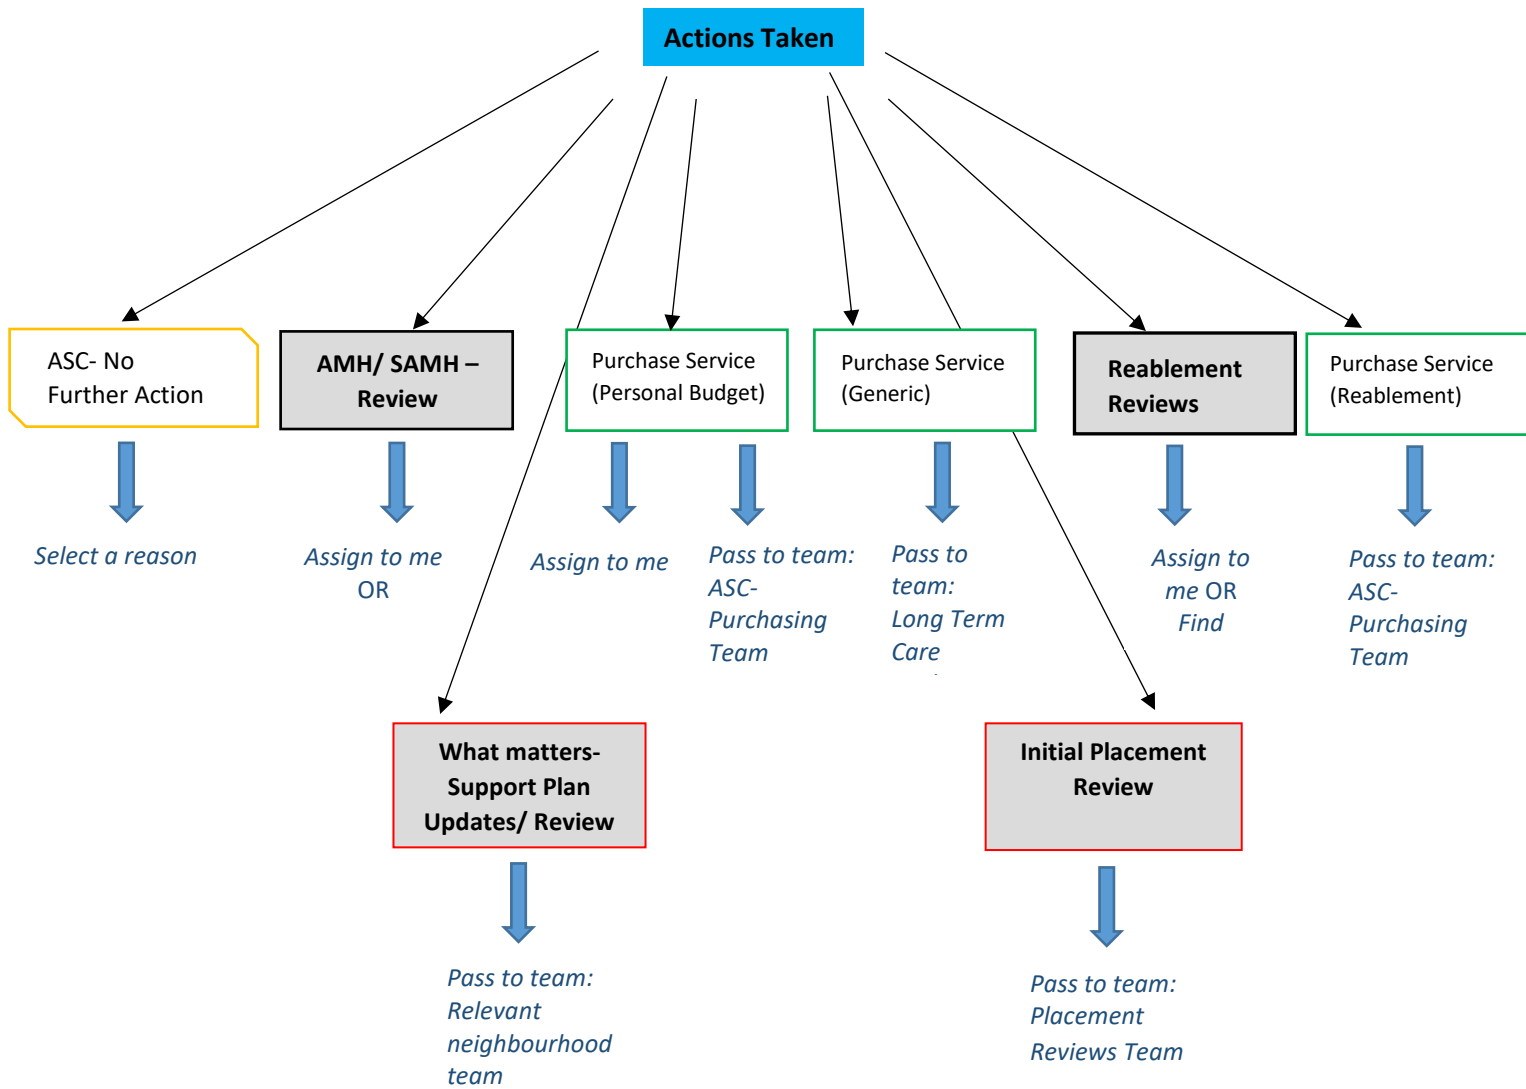 Actions Taken
ASC- No
Further Action
AMH/ SAMH –
Review
Purchase Service
(Personal Budget)
Purchase Service
(Generic)
Reablement
Reviews
Purchase Service
(Reablement)
Select a reason
Assign to me
OR
Assign to me
Pass to team:
ASC-
Purchasing
Team
Pass to
team:
Long Term
Care
Assign to
me OR
Find
Pass to team:
ASC-
Purchasing
Team
What matters-
Support Plan
Updates/ Review
Initial Placement
Review
Pass to team:
Relevant
neighbourhood
team
Pass to team:
Placement
Reviews Team